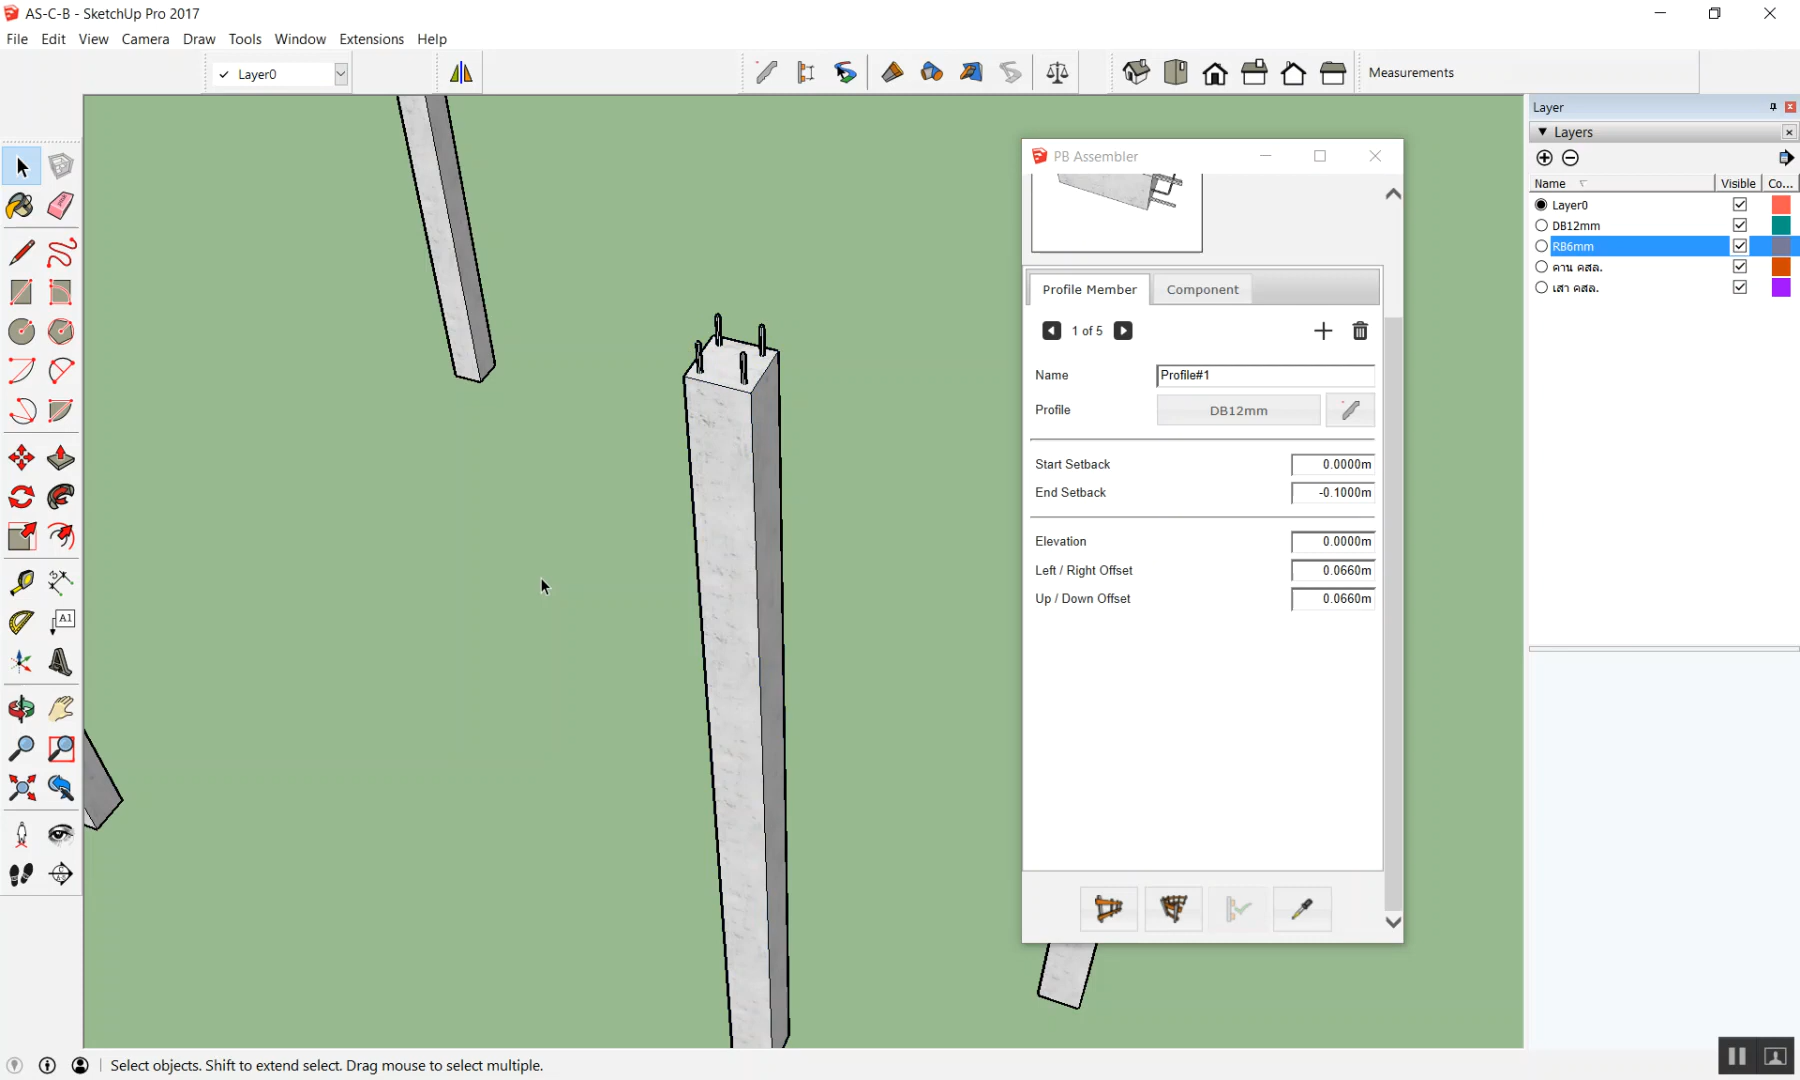 AS-C-B - SketchUp Pro 2017
File Edit View Camera Draw Tools Window Extensions Help
Layer0
Measurements
Layer
Layers
Name Visible Co...
Layer0
DB12mm
RB6mm
คาน คสล.
เสา คสล.
PB Assembler
Profile Member Component
1 of 5
Name Profile#1
Profile DB12mm
Start Setback 0.0000m
End Setback -0.1000m
Elevation 0.0000m
Left / Right Offset 0.0660m
Up / Down Offset 0.0660m
A1
Select objects. Shift to extend select. Drag mouse to select multiple.